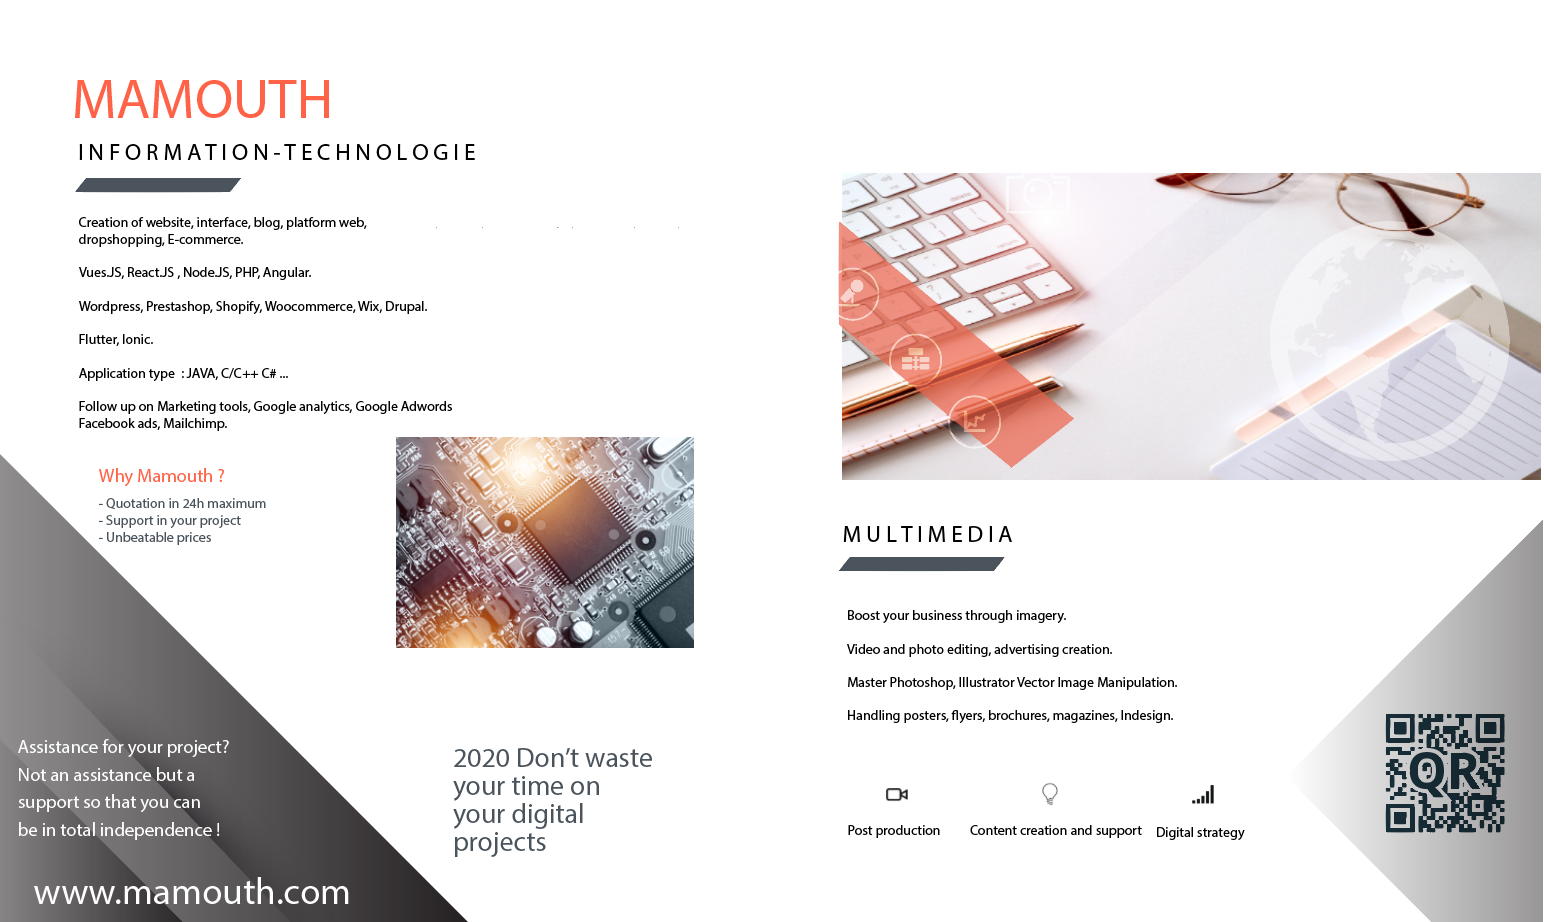 MAMOUTH
INFORMATION-TECHNOLOGIE
Creation of website, interface, blog, platform web,
dropshopping, E-commerce.
Vues.JS, React.JS , Node.JS, PHP, Angular.
Wordpress, Prestashop, Shopify, Woocommerce, Wix, Drupal.
Flutter, Ionic.
Application type : JAVA, C/C++ C# ...
Follow up on Marketing tools, Google analytics, Google Adwords
Facebook ads, Mailchimp.
Why Mamouth ?
- Quotation in 24h maximum
- Support in your project
- Unbeatable prices
Assistance for your project?
Not an assistance but a
support so that you can
be in total independence !
www.mamouth.com
2020 Don’t waste
your time on
your digital
projects
MULTIMEDIA
Boost your business through imagery.
Video and photo editing, advertising creation.
Master Photoshop, Illustrator Vector Image Manipulation.
Handling posters, flyers, brochures, magazines, Indesign.
Post production
Content creation and support
Digital strategy
QR